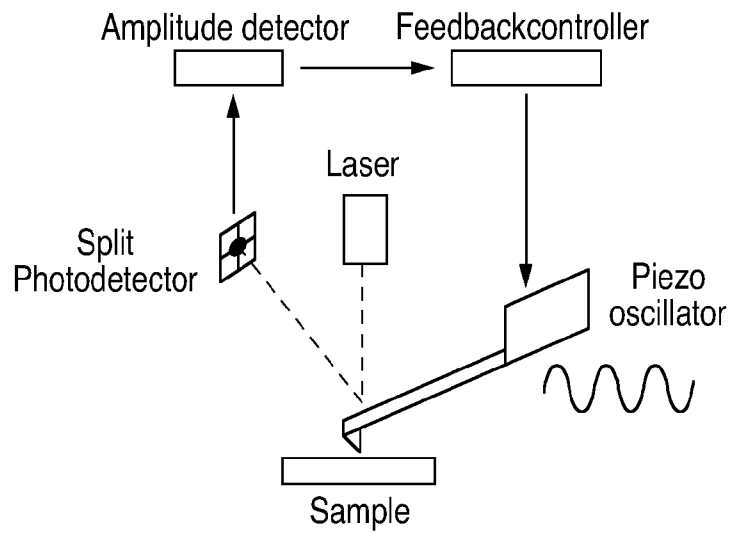 Amplitude detector
Feedbackcontroller
Laser
Split
Photodetector
Piezo
oscillator
Sample